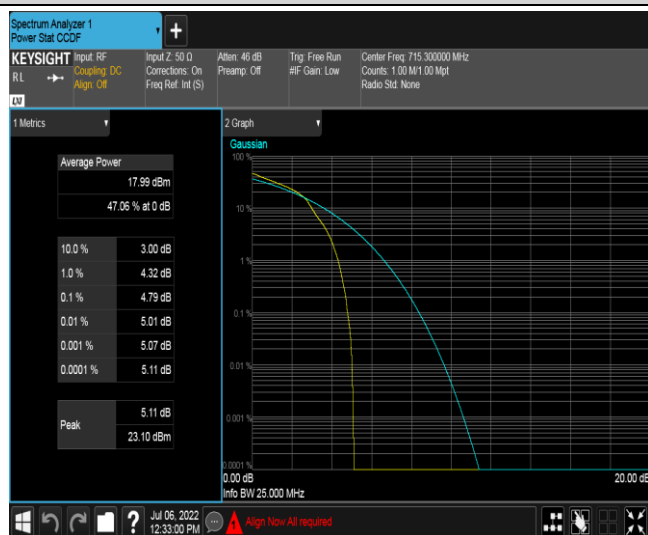 Spectrum Analyzer 1
Power Stat CCDF
+
KEYSIGHT
RL
LXI
Input: RF
Coupling: DC
Align: Off
Input Z: 50 Ω
Corrections: On
Freq Ref: Int (S)
Atten: 46 dB
Preamp: Off
Trig: Free Run
#IF Gain: Low
Center Freq: 715.300000 MHz
Counts: 1.00 M/1.00 Mpt
Radio Std: None
1 Metrics
Average Power
17.99 dBm
47.06 % at 0 dB
10.0 % 3.00 dB
1.0 % 4.32 dB
0.1 % 4.79 dB
0.01 % 5.01 dB
0.001 % 5.07 dB
0.0001 % 5.11 dB
Peak
5.11 dB
23.10 dBm
2 Graph
Gaussian
100 %
10 %
1 %
0.1 %
0.01 %
0.001 %
0.0001 %
0.00 dB 20.00 dB
Info BW 25.000 MHz
?
Jul 06, 2022
12:33:00 PM
Align Now All required